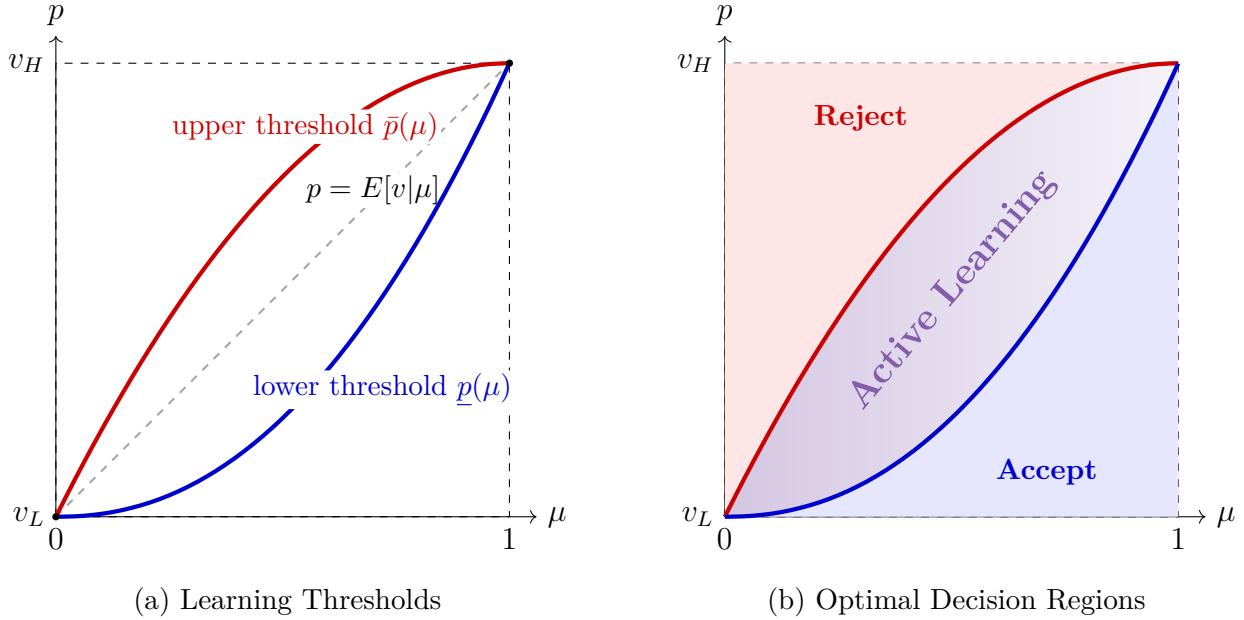 p
v_H
upper threshold p̄(μ)
p = E[v|μ]
lower threshold p̲(μ)
v_L
0
1
μ
(a) Learning Thresholds
p
v_H
Reject
Active Learning
Accept
v_L
0
1
μ
(b) Optimal Decision Regions